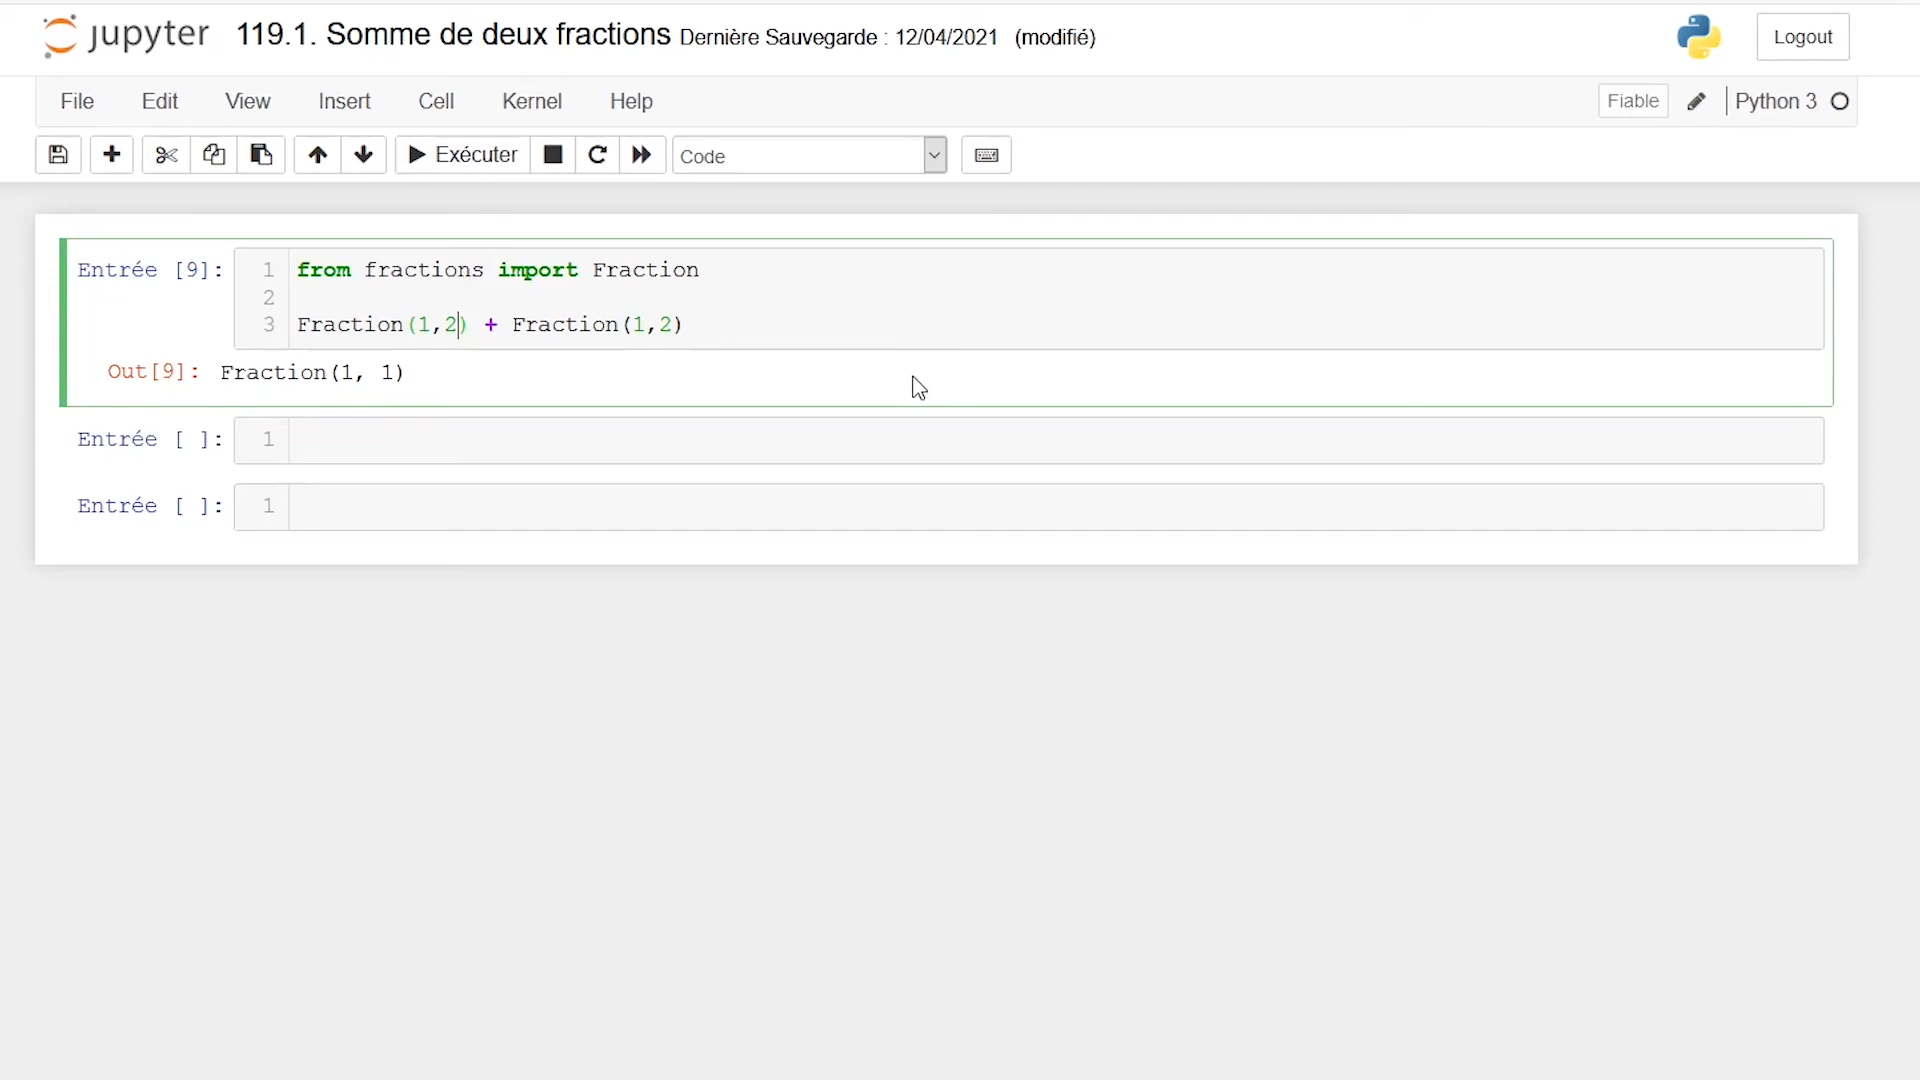 jupyter 119.1. Somme de deux fractions Dernière Sauvegarde : 12/04/2021 (modifié) Logout
File Edit View Insert Cell Kernel Help Fiable Python 3
Exécuter Code
Entrée [9]: 1 from fractions import Fraction
2
3 Fraction(1,2) + Fraction(1,2)
Out[9]: Fraction(1, 1)
Entrée [ ]: 1
Entrée [ ]: 1